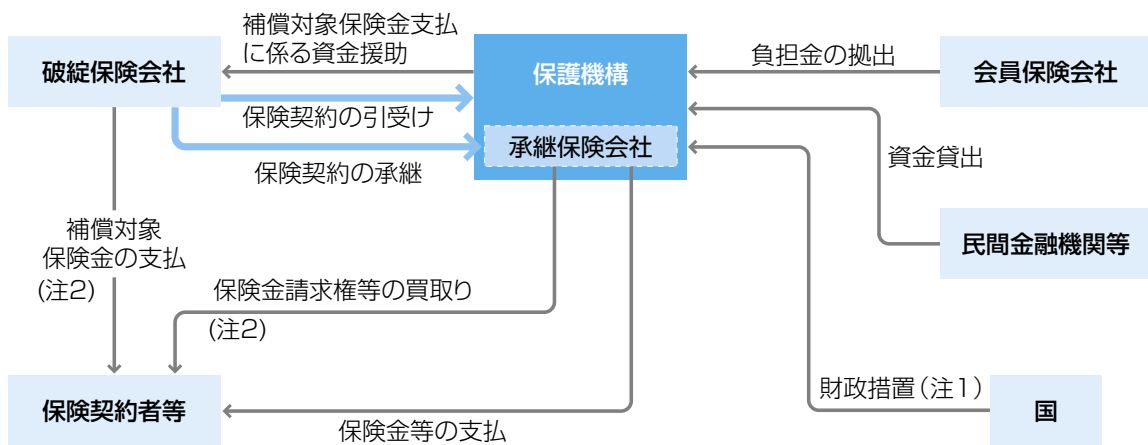 補償対象保険金支払
に係る資金援助
破綻保険会社
保護機構
負担金の拠出
会員保険会社
保険契約の引受け
承継保険会社
保険契約の承継
資金貸出
補償対象
保険金の支払
(注2)
民間金融機関等
保険金請求権等の買取り
(注2)
財政措置(注1)
国
保険契約者等
保険金等の支払